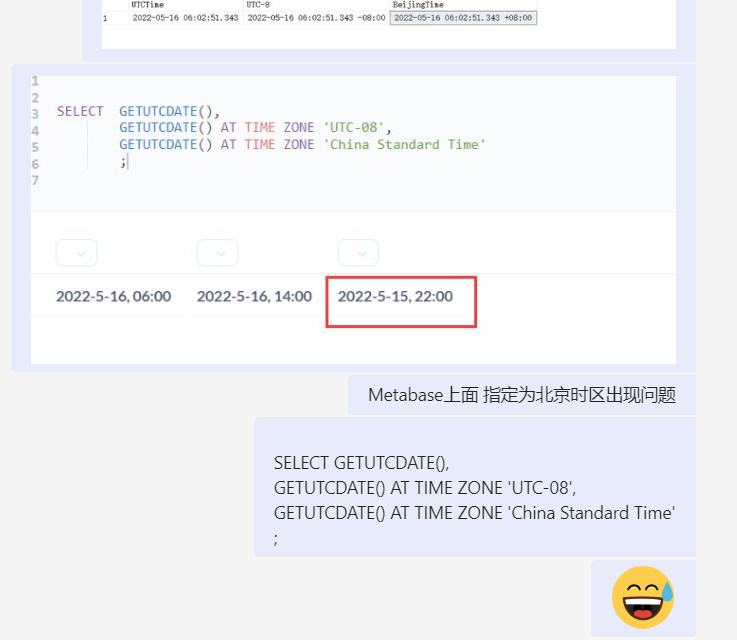 UTCTime UTC-8 BeijingTime
1 2022-05-16 06:02:51.343 2022-05-16 06:02:51.343 -08:00 2022-05-16 06:02:51.343 +08:00
1
2
3 SELECT GETUTCDATE(),
4 GETUTCDATE() AT TIME ZONE 'UTC-08',
5 GETUTCDATE() AT TIME ZONE 'China Standard Time'
6 ;
7
2022-5-16, 06:00 2022-5-16, 14:00 2022-5-15, 22:00
Metabase上面 指定为北京时区出现问题
SELECT GETUTCDATE(),
GETUTCDATE() AT TIME ZONE 'UTC-08',
GETUTCDATE() AT TIME ZONE 'China Standard Time'
;